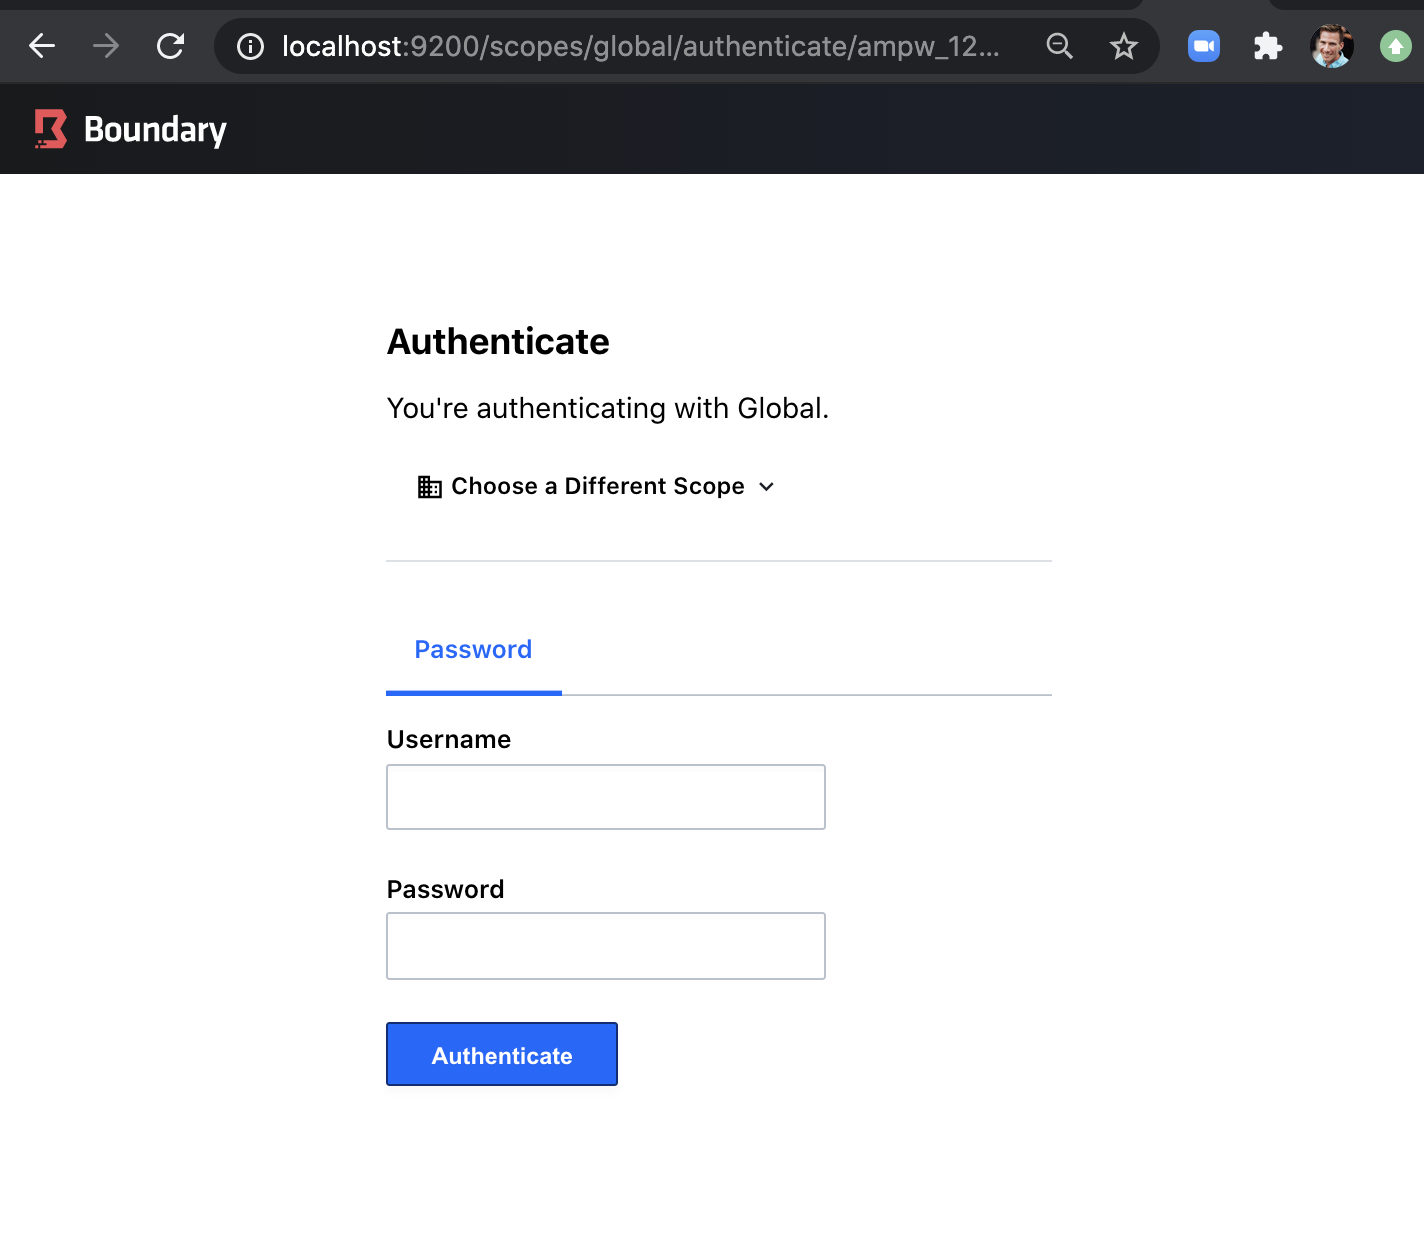 localhost:9200/scopes/global/authenticate/ampw_12...
Boundary
Authenticate
You're authenticating with Global.
Choose a Different Scope
Password
Username
Password
Authenticate